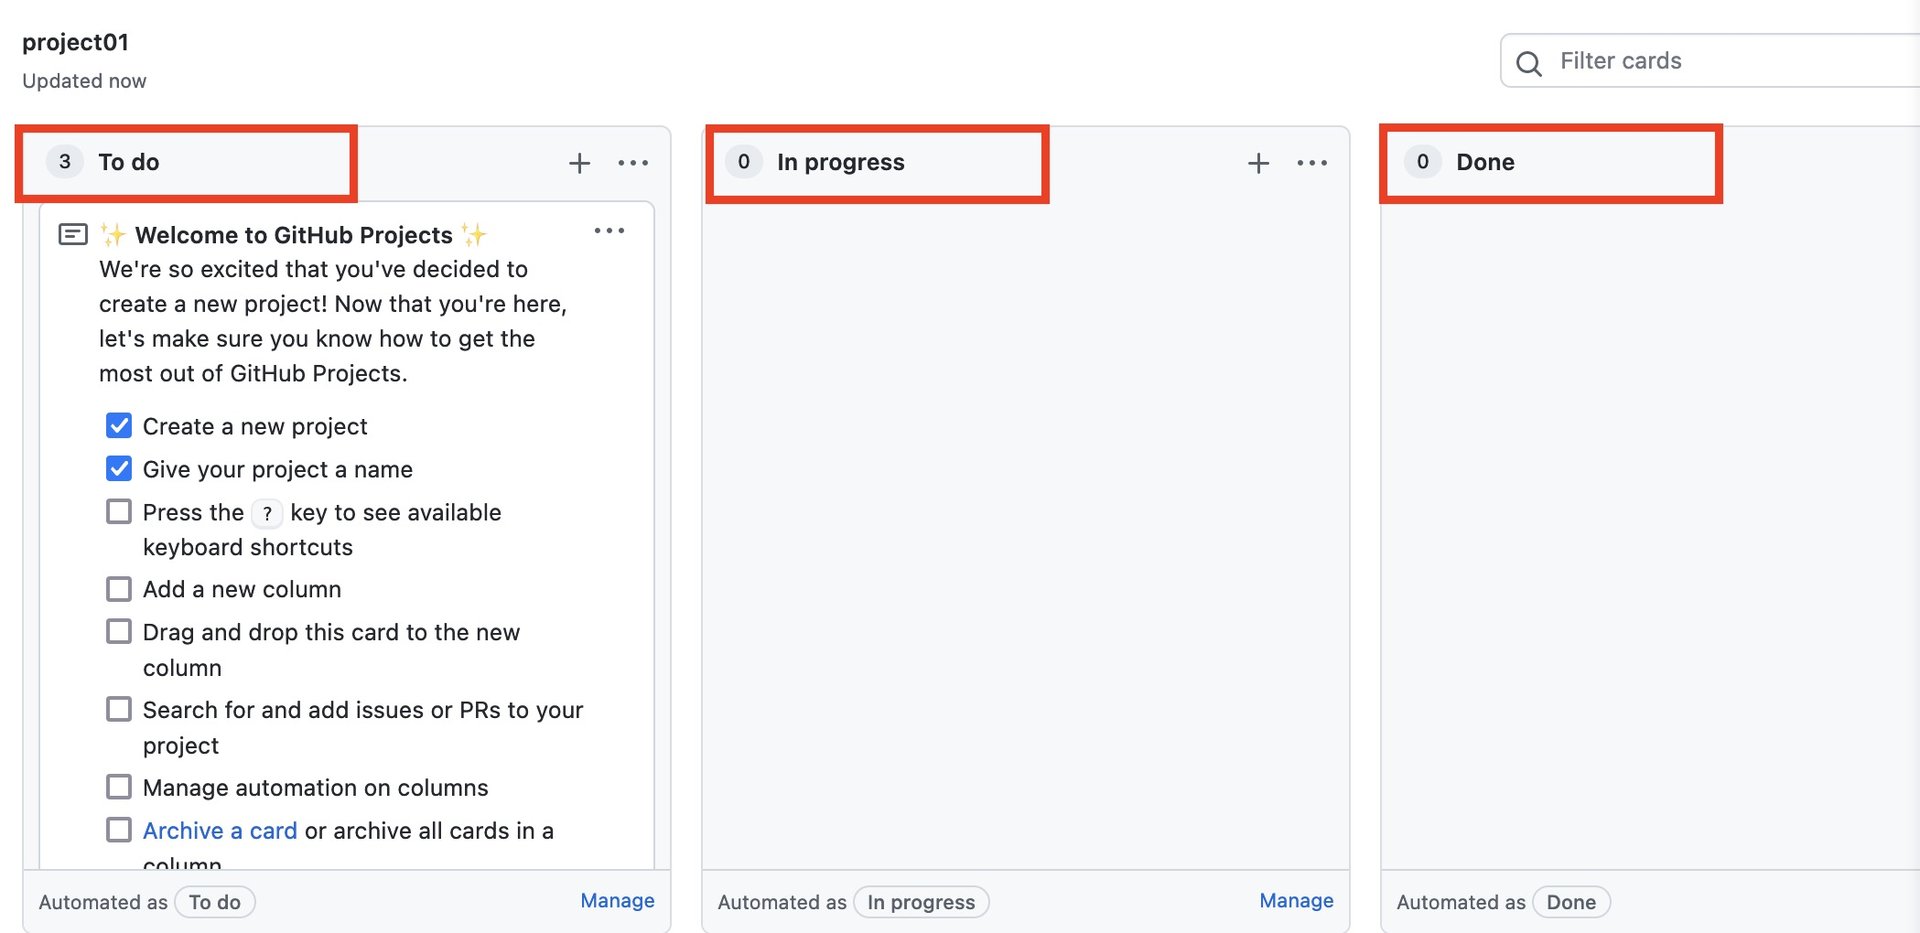 project01
Updated now
Filter cards
3 To do
✨ Welcome to GitHub Projects ✨
We're so excited that you've decided to
create a new project! Now that you're here,
let's make sure you know how to get the
most out of GitHub Projects.
Create a new project
Give your project a name
Press the ? key to see available
keyboard shortcuts
Add a new column
Drag and drop this card to the new
column
Search for and add issues or PRs to your
project
Manage automation on columns
Archive a card or archive all cards in a
column
Automated as To do Manage
0 In progress
Automated as In progress Manage
0 Done
Automated as Done